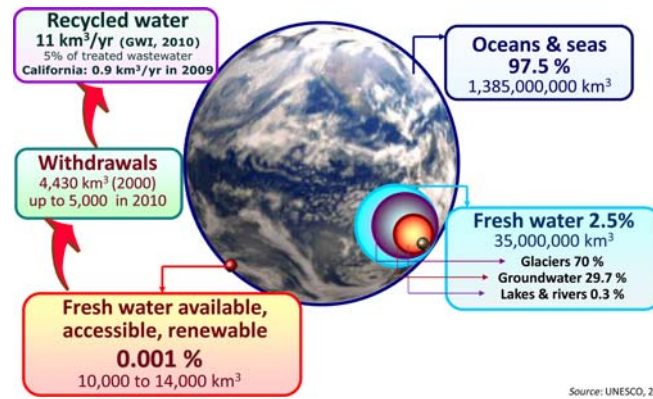 Recycled water
11 km³/yr (GWI, 2010)
5% of treated wastewater
California: 0.9 km³/yr in 2009
Oceans & seas
97.5 %
1,385,000,000 km³
Withdrawals
4,430 km³ (2000)
up to 5,000 in 2010
Fresh water 2.5%
35,000,000 km³
Glaciers 70 %
Groundwater 29.7 %
Lakes & rivers 0.3 %
Fresh water available,
accessible, renewable
0.001 %
10,000 to 14,000 km³
Source: UNESCO, 2